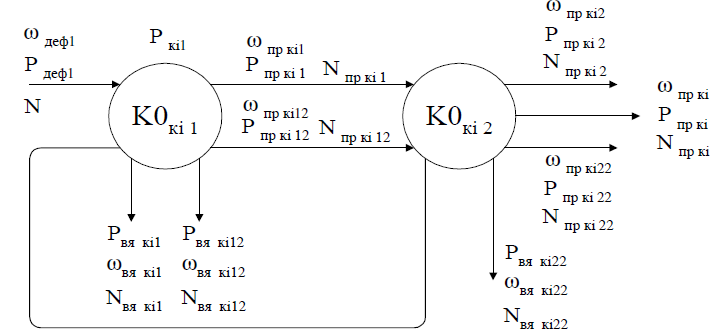 ω деф1
P деф1
N
P кі1
K0 кі 1
ω пр кі1
P пр кі 1 N пр кі 1
ω пр кі12
P пр кі 12 N пр кі 12
K0 кі 2
ω пр кі2
P пр кі 2
N пр кі 2
ω пр кі
P пр кі
N пр кі
ω пр кі22
P пр кі 22
N пр кі 22
P вя кі1 P вя кі12
ω вя кі1 ω вя кі12
N вя кі1 N вя кі12
P вя кі22
ω вя кі22
N вя кі22